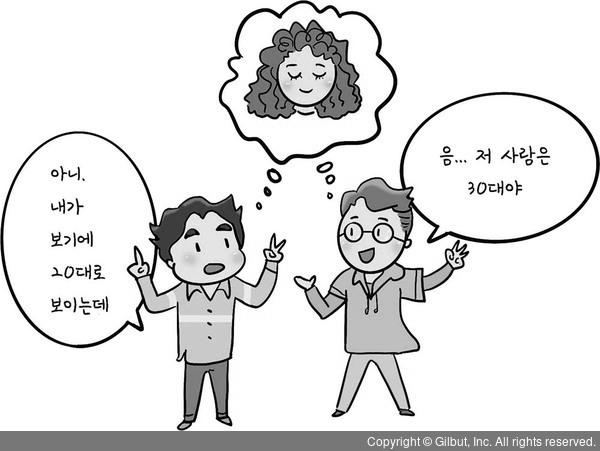 아니.
내가
보기에
20대로
보이는데
음... 저 사람은
30대야
Copyright © Gilbut, Inc. All rights reserved.